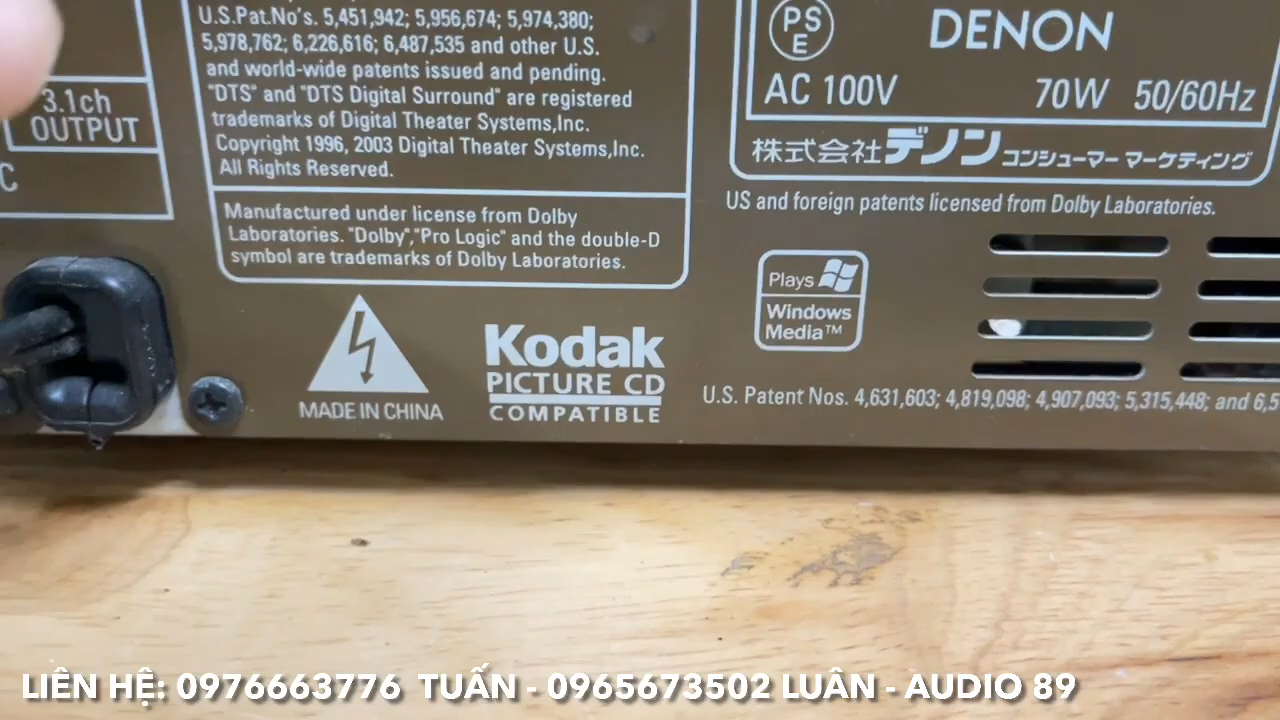 U.S.Pat.No's. 5,451,942; 5,956,674; 5,974,380;
5,978,762; 6,226,616; 6,487,535 and other U.S.
and world-wide patents issued and pending.
"DTS" and "DTS Digital Surround" are registered
trademarks of Digital Theater Systems,Inc.
Copyright 1996, 2003 Digital Theater Systems,Inc.
All Rights Reserved.
Manufactured under license from Dolby
Laboratories. "Dolby","Pro Logic" and the double-D
symbol are trademarks of Dolby Laboratories.
3.1ch
OUTPUT
C
MADE IN CHINA
Kodak
PICTURE CD
COMPATIBLE
PS
E
DENON
AC 100V 70W 50/60Hz
株式会社デノン コンシューマー マーケティング
US and foreign patents licensed from Dolby Laboratories.
Plays
Windows
Media™
U.S. Patent Nos. 4,631,603; 4,819,098; 4,907,093; 5,315,448; and 6,5
LIÊN HỆ: 0976663776 TUẤN - 0965673502 LUÂN - AUDIO 89